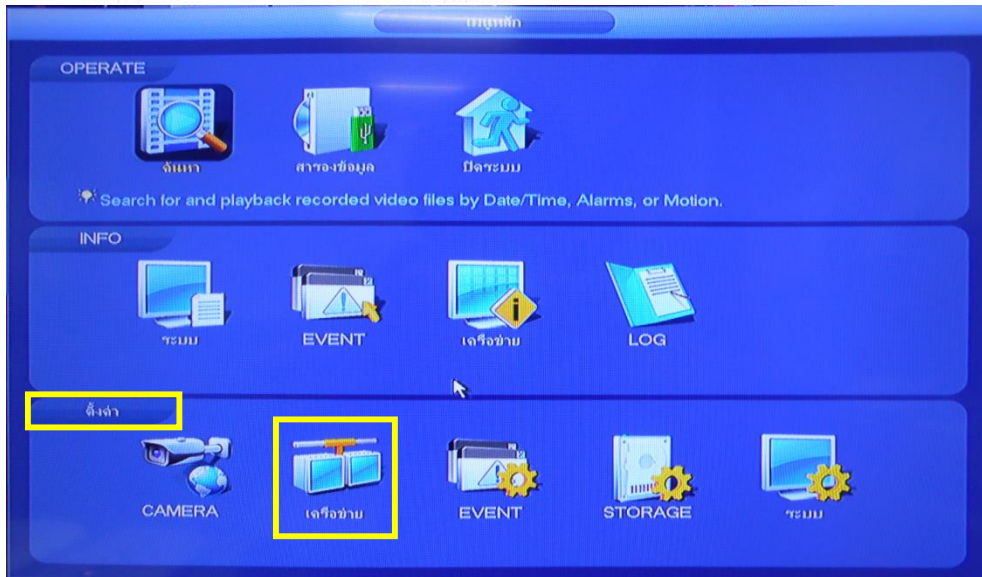 เมนูหลัก
OPERATE
ค้นหา
สำรองข้อมูล
ปิดระบบ
Search for and playback recorded video files by Date/Time, Alarms, or Motion.
INFO
ระบบ
EVENT
เครือข่าย
LOG
ตั้งค่า
CAMERA
เครือข่าย
EVENT
STORAGE
ระบบ